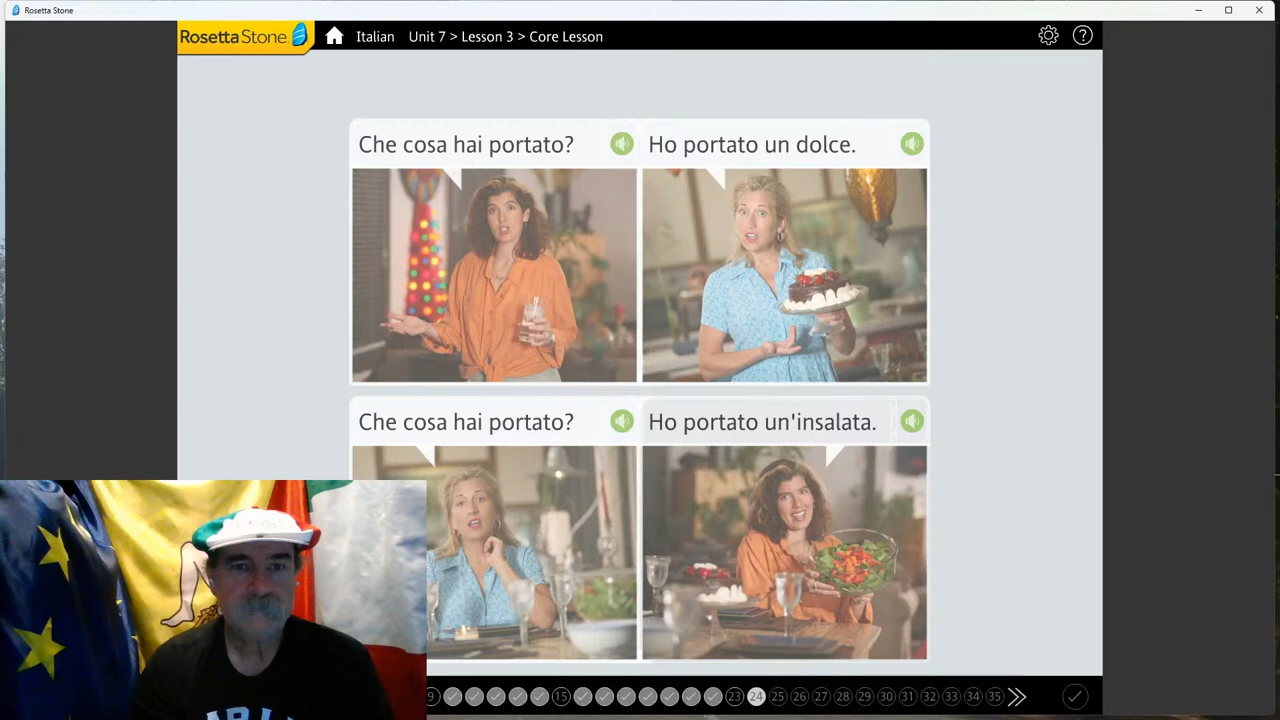 Rosetta Stone
RosettaStone
Italian Unit 7 > Lesson 3 > Core Lesson
?
Che cosa hai portato?
Ho portato un dolce.
Che cosa hai portato?
Ho portato un'insalata.
9 15 23 24 25 26 27 28 29 30 31 32 33 34 35